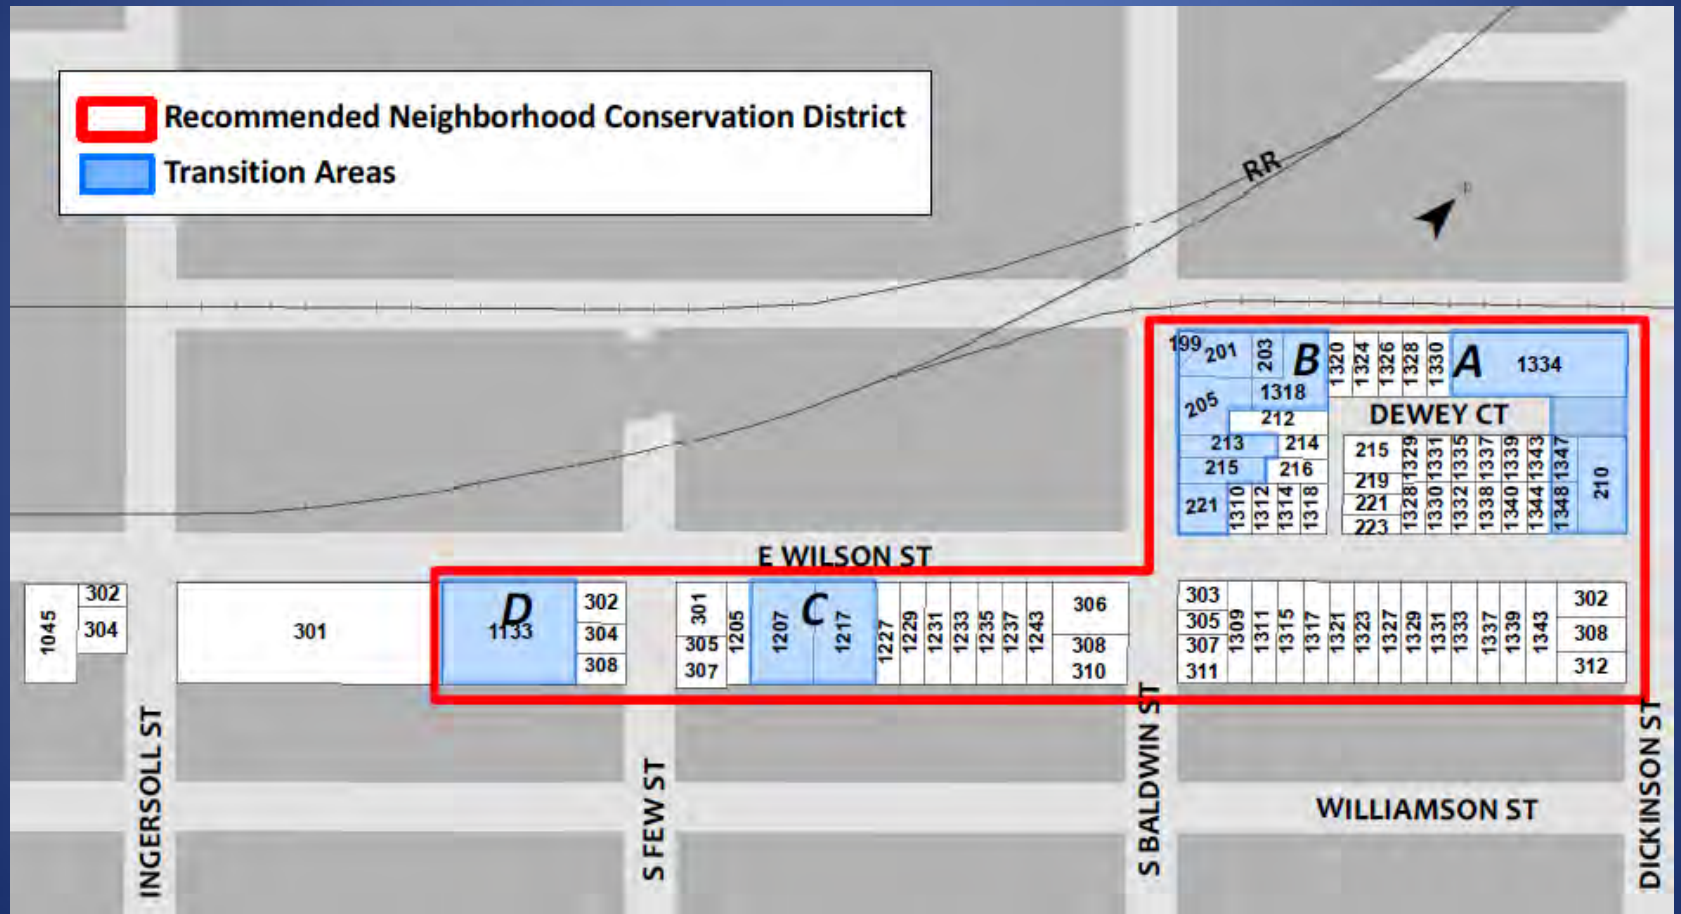 Recommended Neighborhood Conservation District
Transition Areas
RR
199 201 203 B 1320 1324 1326 1328 1330 A 1334
205 1318
212
DEWEY CT
213 214
215 216
221 1310 1312 1314 1318
215 1329 1331 1335 1337 1339 1343 1347 210
219
221 1328 1330 1332 1338 1340 1344 1348
223
E WILSON ST
1045 302
304
301
D
1133
302
304
308
301 1205 1207 C 1217 1227 1229 1231 1233 1235 1237 1243 306
305 308
307 310
303 1309 1311 1315 1317 1321 1323 1327 1329 1331 1333 1337 1339 1343 302
305
307 308
311 312
INGERSOLL ST
S FEW ST
S BALDWIN ST
DICKINSON ST
WILLIAMSON ST